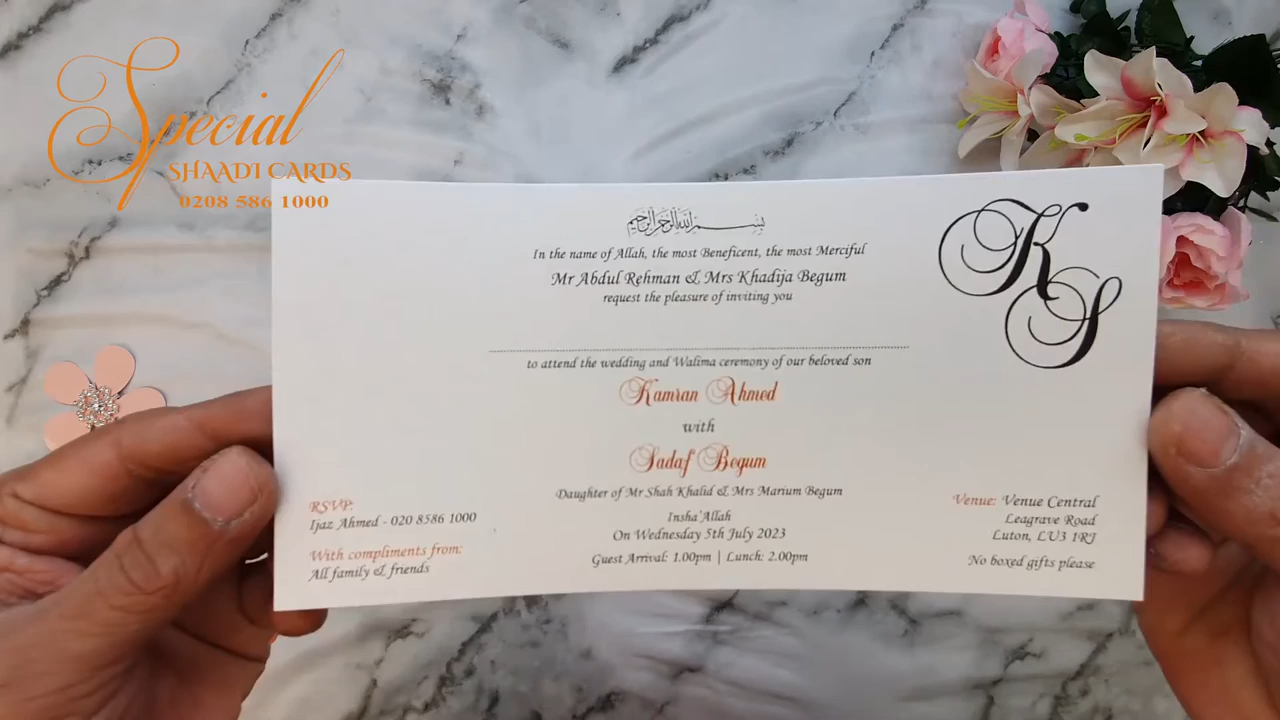 Special
SHAADI CARDS
0208 586 1000
بسم الله الرحمن الرحيم
In the name of Allah, the most Beneficent, the most Merciful
Mr Abdul Rehman & Mrs Khadija Begum
request the pleasure of inviting you
to attend the wedding and Walima ceremony of our beloved son
Kamran Ahmed
with
Sadaf Begum
Daughter of Mr Shah Khalid & Mrs Marium Begum
Insha'Allah
On Wednesday 5th July 2023
Guest Arrival: 1.00pm | Lunch: 2.00pm
KS
RSVP:
Ijaz Ahmed - 020 8586 1000
With compliments from:
All family & friends
Venue: Venue Central
Leagrave Road
Luton, LU3 1RJ
No boxed gifts please